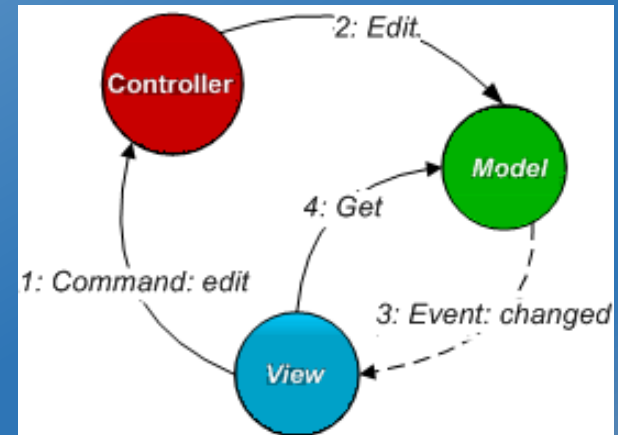 2: Edit
Controller
Model
4: Get
1: Command: edit
3: Event: changed
View